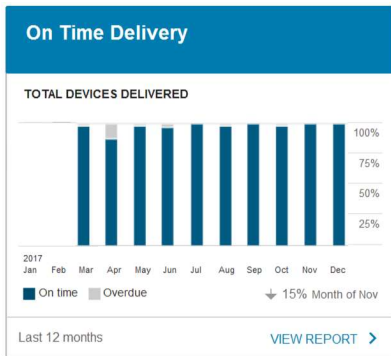 On Time Delivery
TOTAL DEVICES DELIVERED
100%
75%
50%
25%
2017
Jan Feb Mar Apr May Jun Jul Aug Sep Oct Nov Dec
On time Overdue 15% Month of Nov
Last 12 months VIEW REPORT